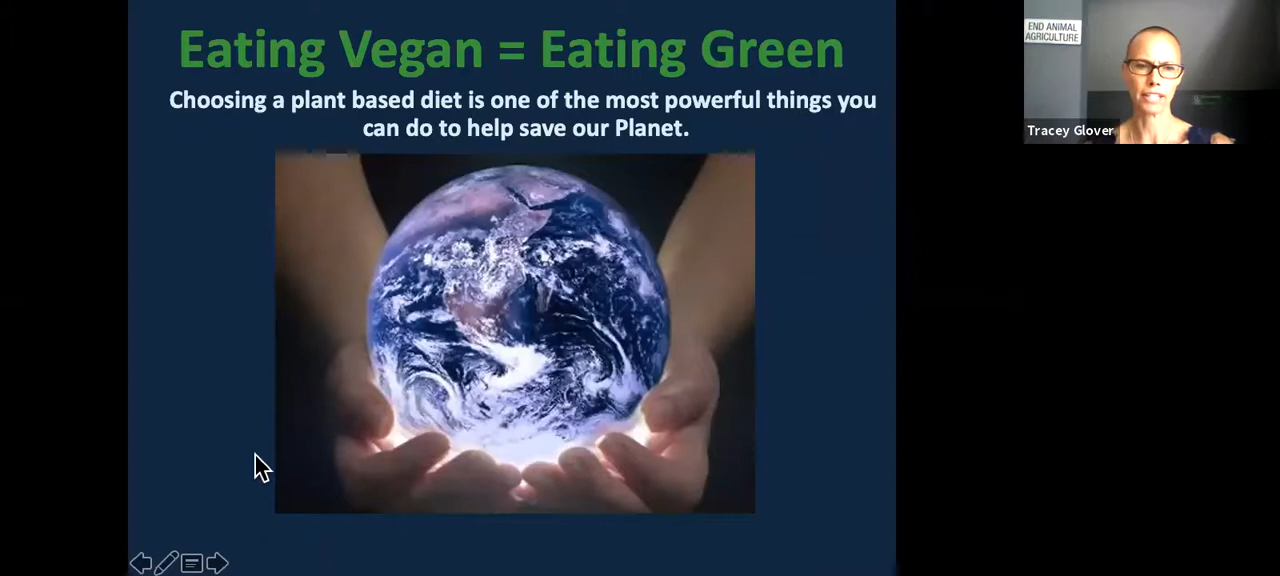 Eating Vegan = Eating Green
Choosing a plant based diet is one of the most powerful things you
can do to help save our Planet.
END ANIMAL
AGRICULTURE
Tracey Glover